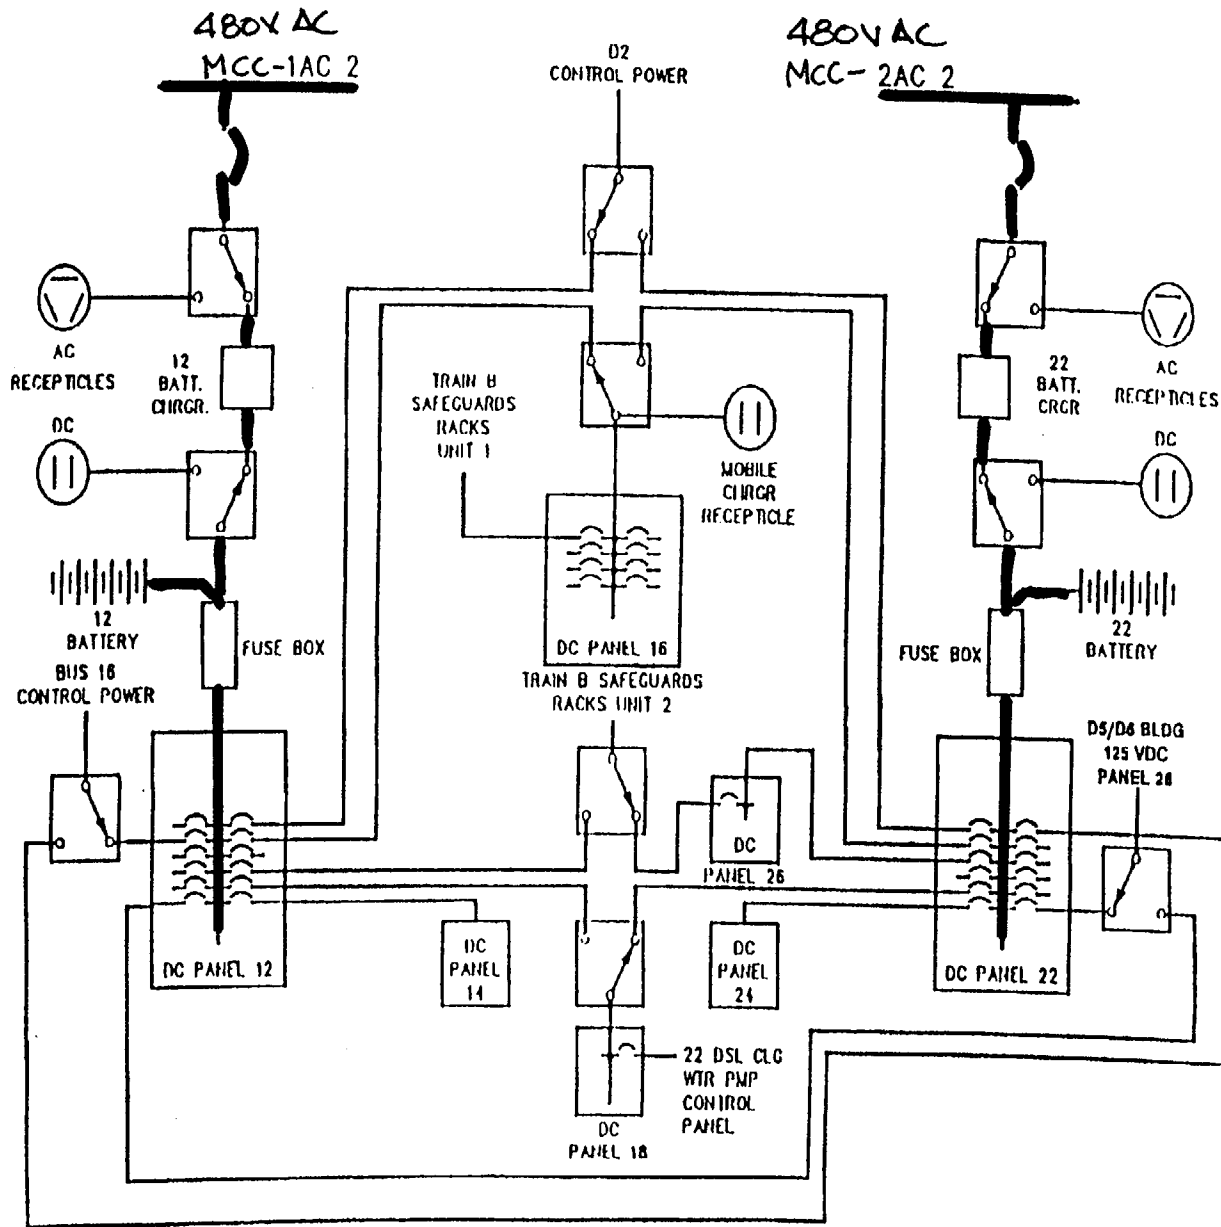 480V AC
MCC-1AC 2
D2
CONTROL POWER
480V AC
MCC- 2AC 2
AC
RECEPTICLES
12
BATT.
CHRGR.
DC
TRAIN B
SAFEGUARDS
RACKS
UNIT 1
MOBILE
CHRGR
RECEPTICLE
22
BATT.
CRGR
AC
RECEPTICLES
DC
12
BATTERY
FUSE BOX
DC PANEL 16
FUSE BOX
22
BATTERY
BUS 16
CONTROL POWER
TRAIN B SAFEGUARDS
RACKS UNIT 2
D5/D6 BLDG
125 VDC
PANEL 26
DC
PANEL 26
DC PANEL 12
DC
PANEL
14
DC
PANEL
24
DC PANEL 22
22 DSL CLG
WTR PMP
CONTROL
PANEL
DC
PANEL 18